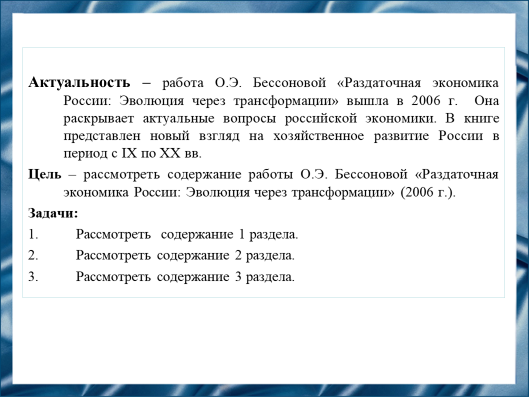 Актуальность – работа О.Э. Бессоновой «Раздаточная экономика
России: Эволюция через трансформации» вышла в 2006 г. Она
раскрывает актуальные вопросы российской экономики. В книге
представлен новый взгляд на хозяйственное развитие России в
период с IX по XX вв.
Цель – рассмотреть содержание работы О.Э. Бессоновой «Раздаточная
экономика России: Эволюция через трансформации» (2006 г.).
Задачи:
1. Рассмотреть содержание 1 раздела.
2. Рассмотреть содержание 2 раздела.
3. Рассмотреть содержание 3 раздела.